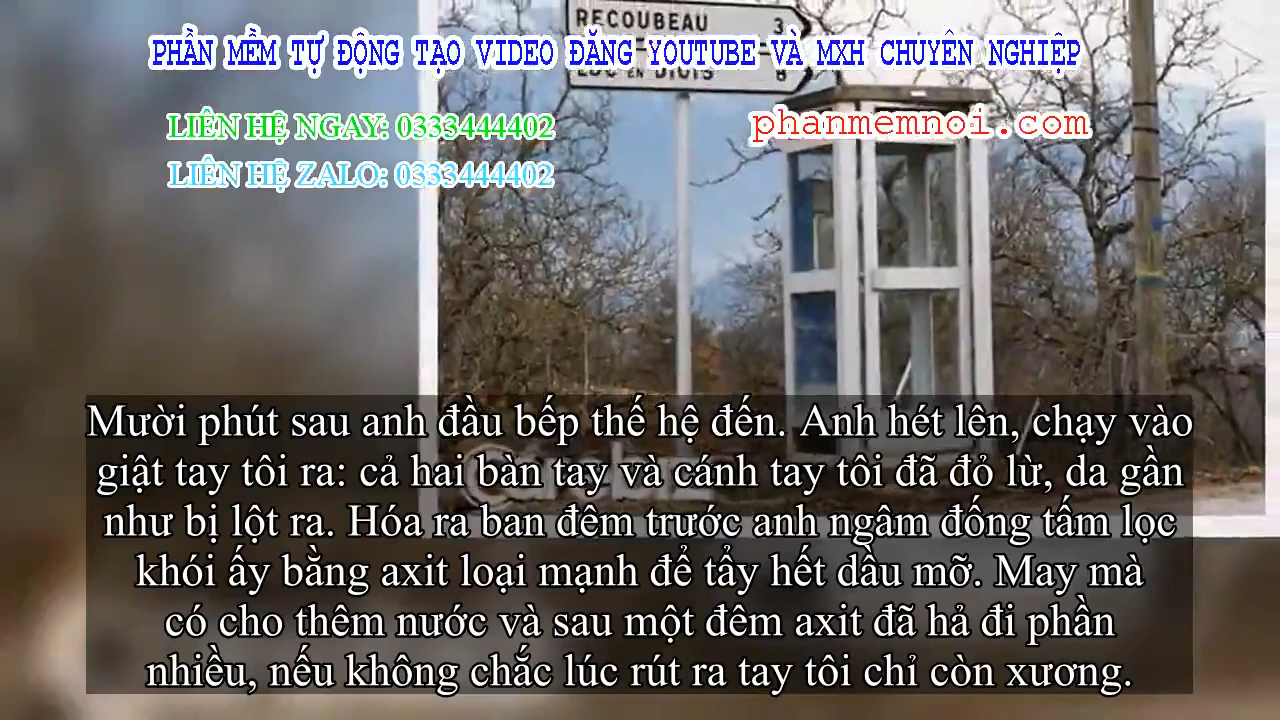 RECOUBEAU 3
PHẦN MỀM TỰ ĐỘNG TẠO VIDEO ĐĂNG YOUTUBE VÀ MXH CHUYÊN NGHIỆP
LUC EN DIOIS 8
LIÊN HỆ NGAY: 0333444402
phanmemnoi.com
LIÊN HỆ ZALO: 0333444402
Mười phút sau anh đầu bếp thế hệ đến. Anh hét lên, chạy vào
giật tay tôi ra: cả hai bàn tay và cánh tay tôi đã đỏ lừ, da gần
như bị lột ra. Hóa ra ban đêm trước anh ngâm đống tấm lọc
khói ấy bằng axit loại mạnh để tẩy hết dầu mỡ. May mà
có cho thêm nước và sau một đêm axit đã hả đi phần
nhiều, nếu không chắc lúc rút ra tay tôi chỉ còn xương.